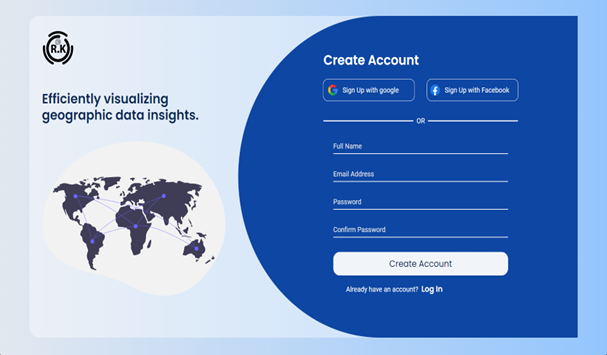 R.K
Efficiently visualizing
geographic data insights.
Create Account
Sign Up with google
Sign Up with Facebook
OR
Full Name
Email Address
Password
Confirm Password
Create Account
Already have an account? Log In